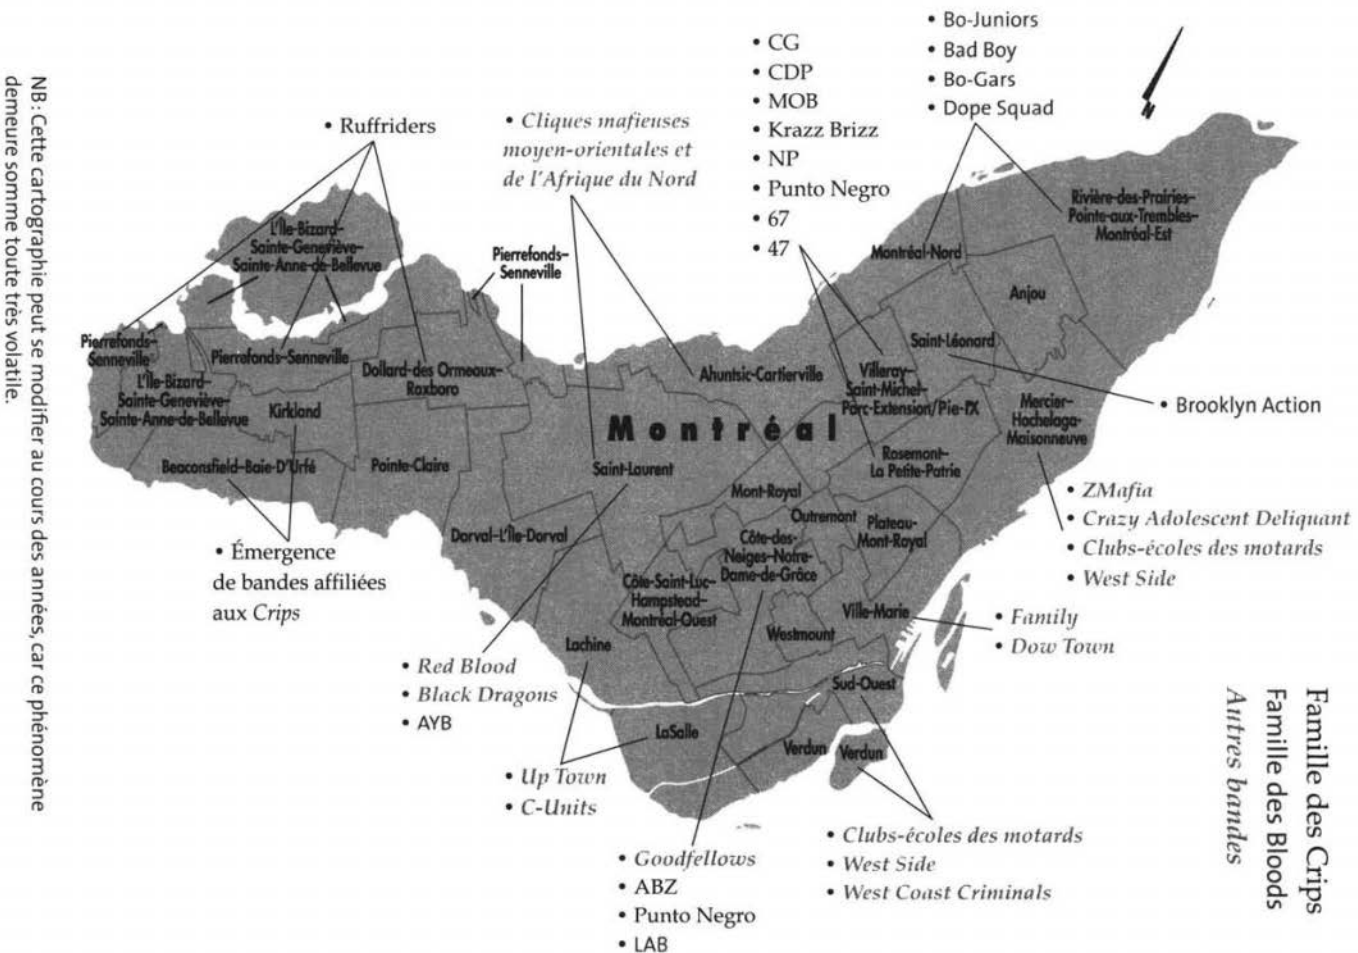 • Bo-Juniors
• Bad Boy
• Bo-Gars
• Dope Squad
• CG
• CDP
• MOB
• Krazz Brizz
• NP
• Punto Negro
• 67
• 47
• Cliques mafieuses
moyen-orientales et
de l'Afrique du Nord
• Ruffriders
N
Rivière-des-Prairies–
Pointe-aux-Trembles–
Montréal-Est
L'Île-Bizard–
Sainte-Geneviève–
Sainte-Anne-de-Bellevue
Pierrefonds–
Senneville
Montréal-Nord
Anjou
Pierrefonds–
Senneville
Pierrefonds–Senneville
Dollard-des Ormeaux–
Roxboro
Ahuntsic-Cartierville
Villeray–
Saint-Michel–
Parc-Extension/Pie-IX
Saint-Léonard
L'Île-Bizard–
Sainte-Geneviève–
Sainte-Anne-de-Bellevue
Kirkland
Montréal
Mercier–
Hochelaga–
Maisonneuve
• Brooklyn Action
Beaconsfield–Baie-D'Urfé
Pointe-Claire
Saint-Laurent
Rosemont–
La Petite-Patrie
Mont-Royal
Outremont
Plateau-
Mont-Royal
• ZMafia
• Crazy Adolescent Deliquant
• Clubs-écoles des motards
• West Side
Dorval–L'Île-Dorval
Côte-des-
Neiges–Notre-
Dame-de-Grâce
Côte-Saint-Luc–
Hampstead–
Montréal-Ouest
• Émergence
de bandes affiliées
aux Crips
Ville-Marie
• Family
• Dow Town
Westmount
Lachine
• Red Blood
• Black Dragons
• AYB
Sud-Ouest
LaSalle
Verdun
Verdun
• Up Town
• C-Units
• Goodfellows
• ABZ
• Punto Negro
• LAB
• Clubs-écoles des motards
• West Side
• West Coast Criminals
Famille des Crips
Famille des Bloods
Autres bandes
NB : Cette cartographie peut se modifier au cours des années, car ce phénomène
demeure somme toute très volatile.